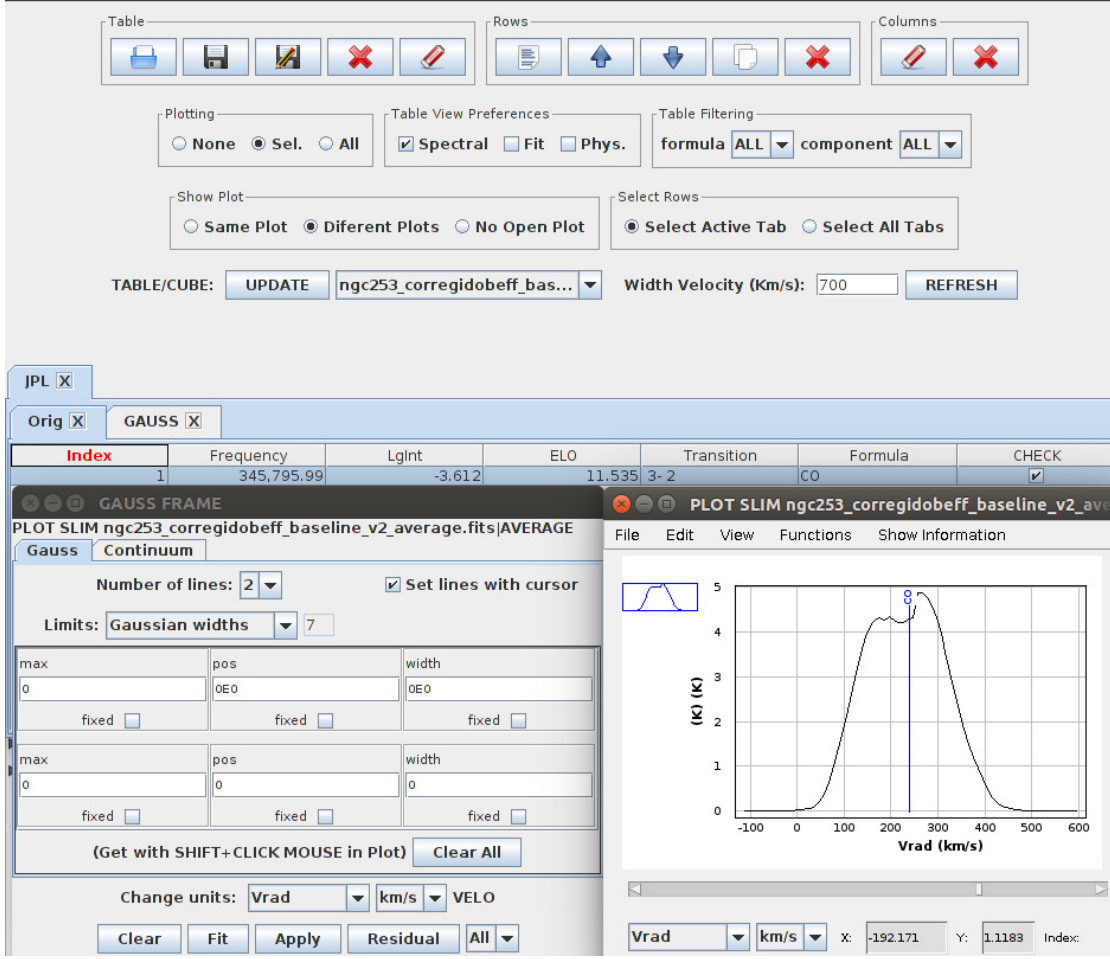 Table Rows Columns
Plotting Table View Preferences Table Filtering
None Sel. All Spectral Fit Phys. formula ALL component ALL
Show Plot Select Rows
Same Plot Diferent Plots No Open Plot Select Active Tab Select All Tabs
TABLE/CUBE: UPDATE ngc253_corregidobeff_bas... Width Velocity (Km/s): 700 REFRESH
JPL X
Orig X GAUSS X
Index Frequency LgInt ELO Transition Formula CHECK
1 345,795.99 -3.612 11.535 3- 2 CO
GAUSS FRAME
PLOT SLIM ngc253_corregidobeff_baseline_v2_average.fits|AVERAGE
Gauss Continuum
Number of lines: 2 Set lines with cursor
Limits: Gaussian widths 7
max pos width
0 0E0 0E0
fixed fixed fixed
max pos width
0 0 0
fixed fixed fixed
(Get with SHIFT+CLICK MOUSE in Plot) Clear All
Change units: Vrad km/s VELO
Clear Fit Apply Residual All
PLOT SLIM ngc253_corregidobeff_baseline_v2_ave
File Edit View Functions Show Information
5
4
3
2
1
0
(K) (K)
-100 0 100 200 300 400 500 600
Vrad (km/s)
Vrad km/s X: -192.171 Y: 1.1183 Index: